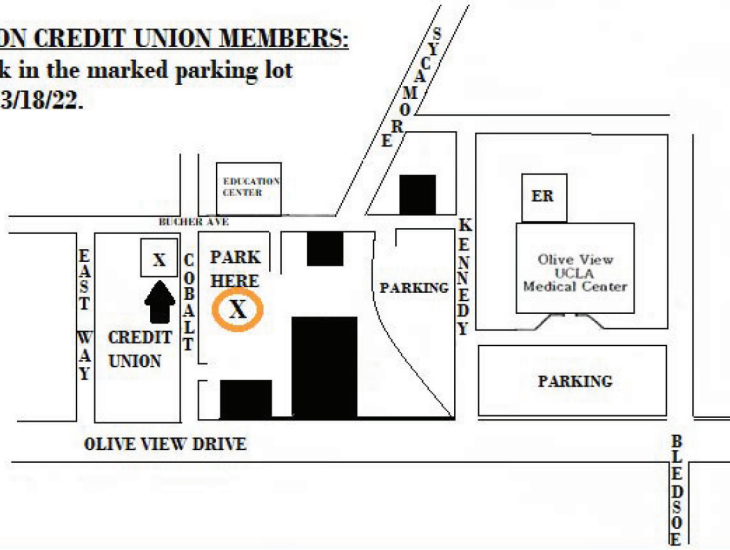 ON CREDIT UNION MEMBERS:
k in the marked parking lot
3/18/22.
SYCAMORE
EDUCATION
CENTER
BUCHER AVE
ER
EAST WAY
X
COBALT
PARK
HERE
X
PARKING
KENNEDY
Olive View
UCLA
Medical Center
CREDIT
UNION
PARKING
OLIVE VIEW DRIVE
BLEDSOE